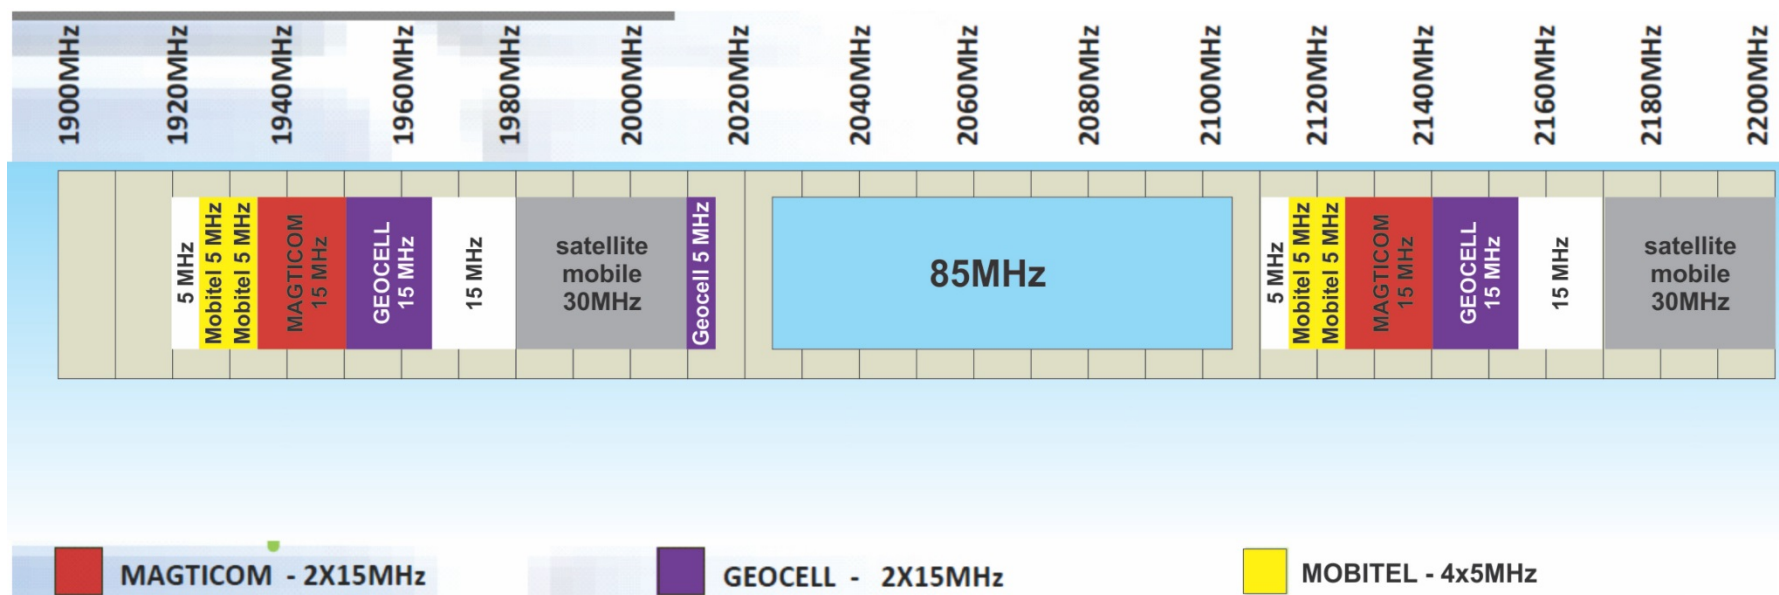 1900MHz
1920MHz
1940MHz
1960MHz
1980MHz
2000MHz
2020MHz
2040MHz
2060MHz
2080MHz
2100MHz
2120MHz
2140MHz
2160MHz
2180MHz
2200MHz
5 MHz
Mobitel 5 MHz
Mobitel 5 MHz
MAGTICOM
15 MHz
GEOCELL
15 MHz
15 MHz
satellite
mobile
30MHz
Geocell 5 MHz
85MHz
5 MHz
Mobitel 5 MHz
Mobitel 5 MHz
MAGTICOM
15 MHz
GEOCELL
15 MHz
15 MHz
satellite
mobile
30MHz
MAGTICOM - 2X15MHz
GEOCELL - 2X15MHz
MOBITEL - 4x5MHz